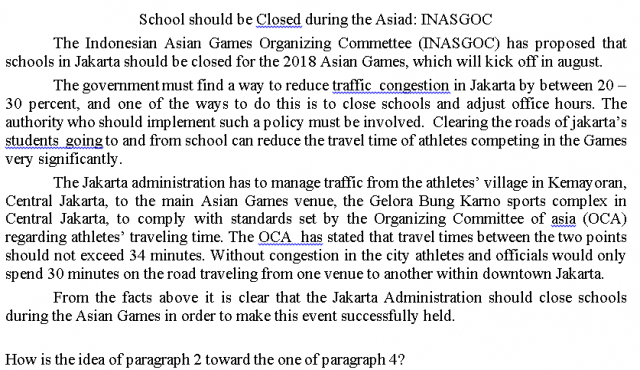 School should be Closed during the Asiad: INASGOC
The Indonesian Asian Games Organizing Commettee (INASGOC) has proposed that
schools in Jakarta should be closed for the 2018 Asian Games, which will kick off in august.
The government must find a way to reduce traffic congestion in Jakarta by between 20 –
30 percent, and one of the ways to do this is to close schools and adjust office hours. The
authority who should implement such a policy must be involved. Clearing the roads of jakarta's
students going to and from school can reduce the travel time of athletes competing in the Games
very significantly.
The Jakarta administration has to manage traffic from the athletes' village in Kemayoran,
Central Jakarta, to the main Asian Games venue, the Gelora Bung Karno sports complex in
Central Jakarta, to comply with standards set by the Organizing Committee of asia (OCA)
regarding athletes' traveling time. The OCA has stated that travel times between the two points
should not exceed 34 minutes. Without congestion in the city athletes and officials would only
spend 30 minutes on the road traveling from one venue to another within downtown Jakarta.
From the facts above it is clear that the Jakarta Administration should close schools
during the Asian Games in order to make this event successfully held.
How is the idea of paragraph 2 toward the one of paragraph 4?